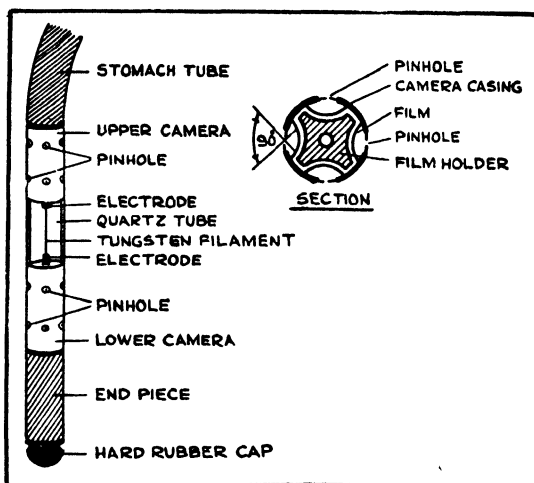 STOMACH TUBE
UPPER CAMERA
PINHOLE
ELECTRODE
QUARTZ TUBE
TUNGSTEN FILAMENT
ELECTRODE
PINHOLE
LOWER CAMERA
END PIECE
HARD RUBBER CAP
PINHOLE
CAMERA CASING
FILM
PINHOLE
FILM HOLDER
90°
SECTION